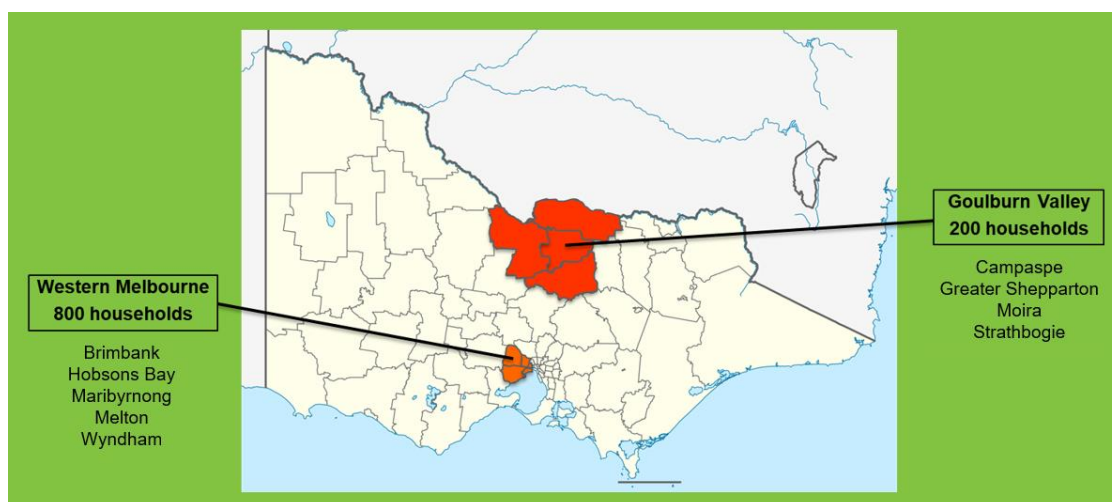 Western Melbourne
800 households
Brimbank
Hobsons Bay
Maribyrnong
Melton
Wyndham
Goulburn Valley
200 households
Campaspe
Greater Shepparton
Moira
Strathbogie